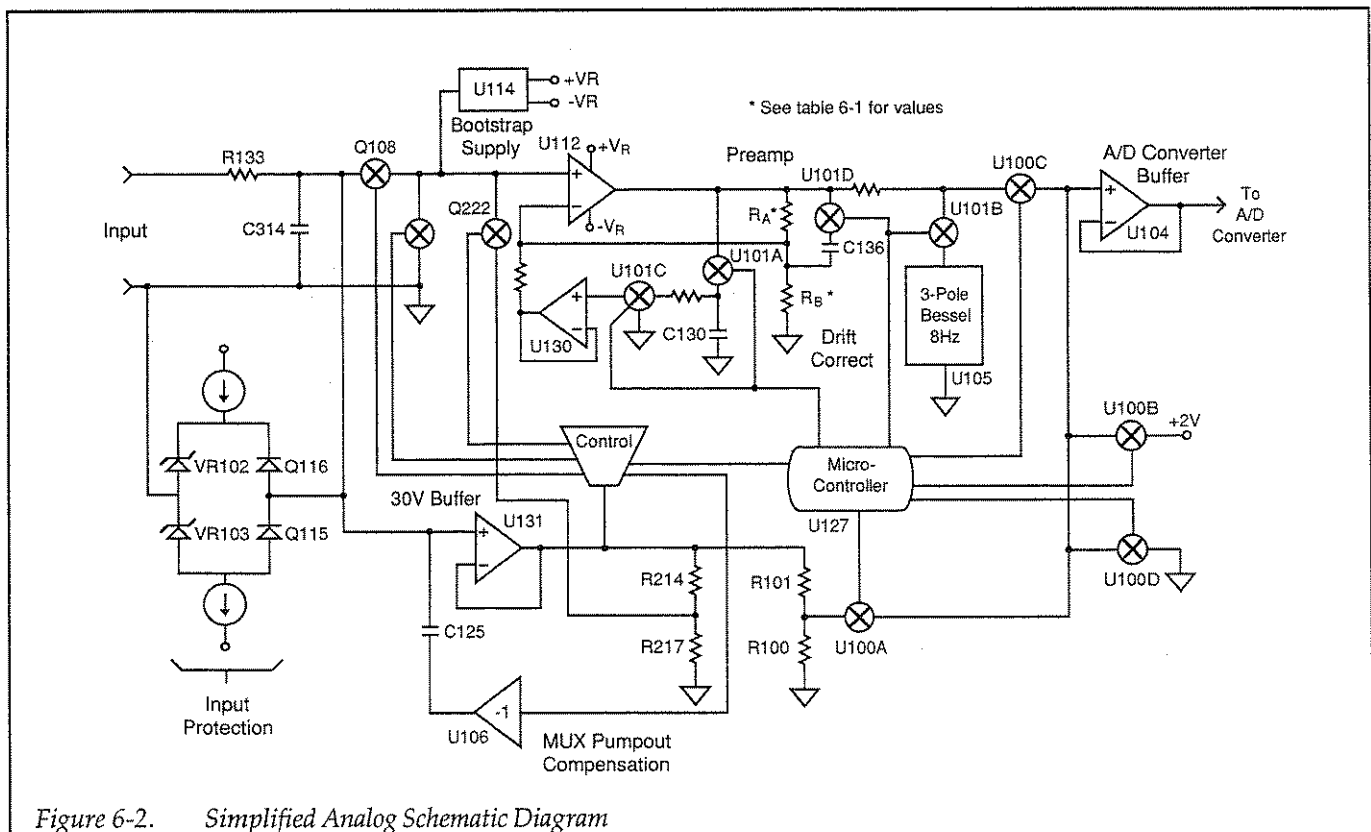 U114
+VR
-VR
Bootstrap
Supply
* See table 6-1 for values
R133
Q108
U112
+VR
-VR
Preamp
U101D
U100C
A/D Converter
Buffer
Input
C314
Q222
RA*
C136
U101B
U104
To
A/D
Converter
U101A
U101C
RB*
3-Pole
Bessel
8Hz
U130
C130
Drift
Correct
U105
U100B
+2V
Control
Micro-
Controller
VR102
Q116
30V Buffer
U131
U127
VR103
Q115
U100D
R214
R101
C125
R217
R100
U100A
Input
Protection
-1
U106
MUX Pumpout
Compensation
Figure 6-2. Simplified Analog Schematic Diagram